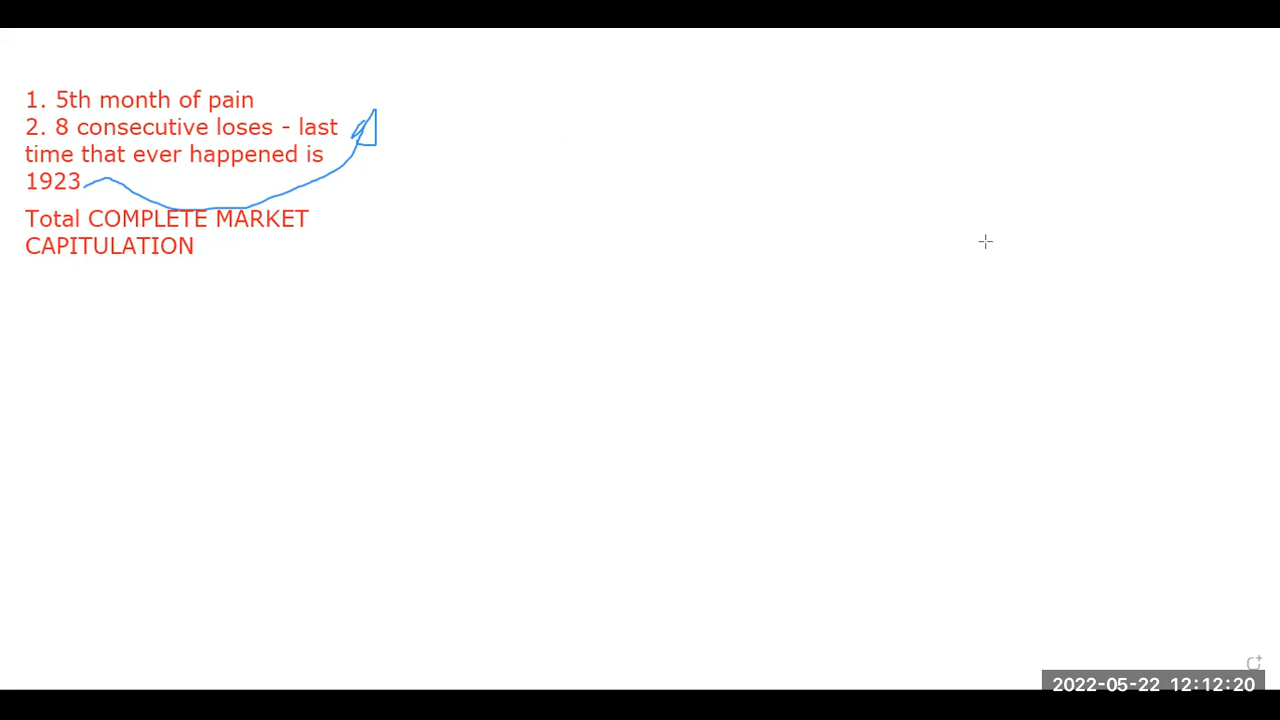 1. 5th month of pain
2. 8 consecutive loses - last
time that ever happened is
1923
Total COMPLETE MARKET
CAPITULATION
2022-05-22 12:12:20